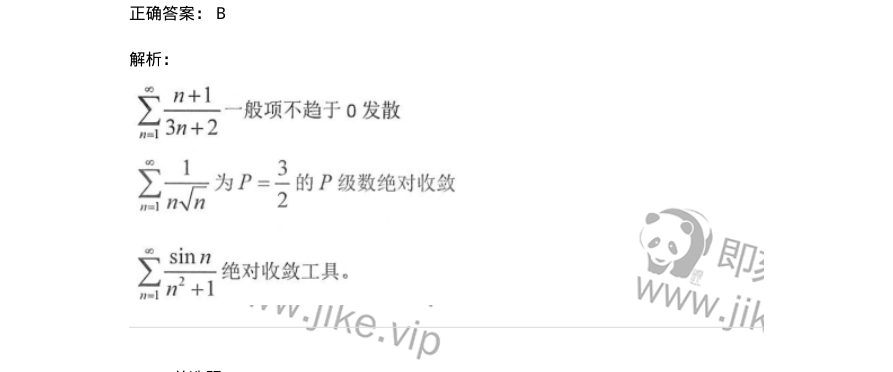 正确答案： B
解析：
∞ ∑ n=1 n+1 / 3n+2 一般项不趋于 0 发散
∞ ∑ n=1 1 / n√n 为 P = 3/2 的 P 级数绝对收敛
∞ ∑ n=1 sin n / n² +1 绝对收敛工具。
即
www.jik
ww.jike.vip